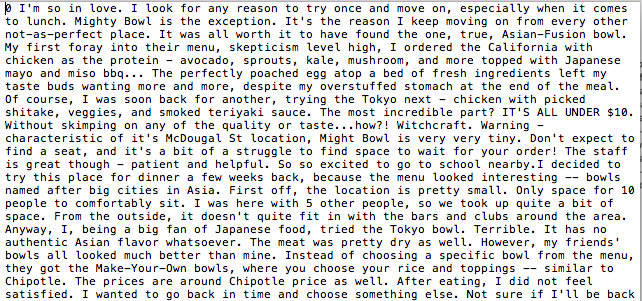 0 I'm so in love. I look for any reason to try once and move on, especially when it comes
to lunch. Mighty Bowl is the exception. It's the reason I keep moving on from every other
not-as-perfect place. It was all worth it to have found the one, true, Asian-Fusion bowl.
My first foray into their menu, skepticism level high, I ordered the California with
chicken as the protein - avocado, sprouts, kale, mushroom, and more topped with Japanese
mayo and miso bbq... The perfectly poached egg atop a bed of fresh ingredients left my
taste buds wanting more and more, despite my overstuffed stomach at the end of the meal.
Of course, I was soon back for another, trying the Tokyo next - chicken with picked
shitake, veggies, and smoked teriyaki sauce. The most incredible part? IT'S ALL UNDER $10.
Without skimping on any of the quality or taste...how?! Witchcraft. Warning -
characteristic of it's McDougal St location, Might Bowl is very very tiny. Don't expect to
find a seat, and it's a bit of a struggle to find space to wait for your order! The staff
is great though - patient and helpful. So so excited to go to school nearby.I decided to
try this place for dinner a few weeks back, because the menu looked interesting -- bowls
named after big cities in Asia. First off, the location is pretty small. Only space for 10
people to comfortably sit. I was here with 5 other people, so we took up quite a bit of
space. From the outside, it doesn't quite fit in with the bars and clubs around the area.
Anyway, I, being a big fan of Japanese food, tried the Tokyo bowl. Terrible. It has no
authentic Asian flavor whatsoever. The meat was pretty dry as well. However, my friends'
bowls all looked much better than mine. Instead of choosing a specific bowl from the menu,
they got the Make-Your-Own bowls, where you choose your rice and toppings -- similar to
Chipotle. The prices are around Chipotle price as well. After eating, I did not feel
satisfied. I wanted to go back in time and choose something else. Not sure if I'll be back